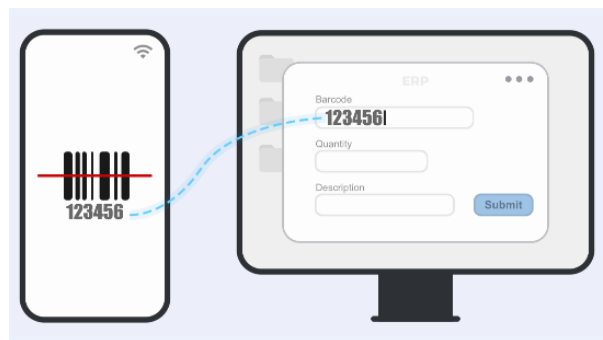 123456
ERP
Barcode
123456
Quantity
Description
Submit